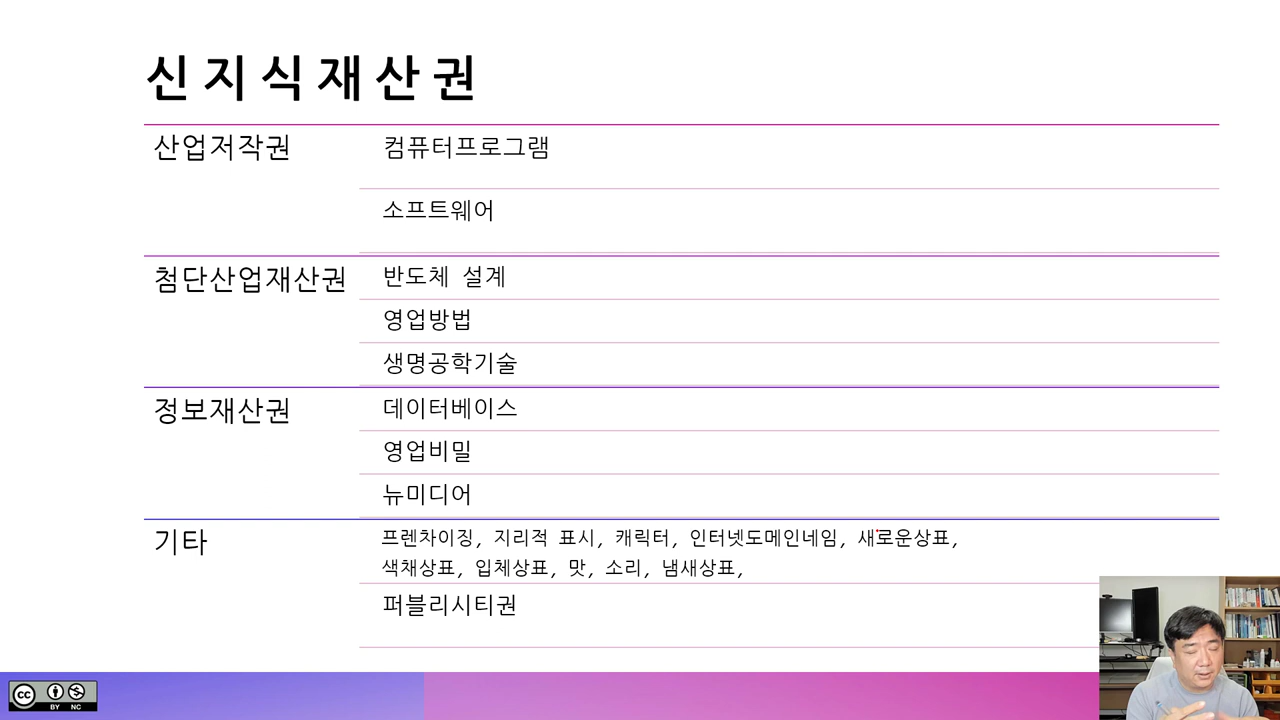 신지식재산권
산업저작권
컴퓨터프로그램
소프트웨어
첨단산업재산권
반도체 설계
영업방법
생명공학기술
정보재산권
데이터베이스
영업비밀
뉴미디어
기타
프렌차이징, 지리적 표시, 캐릭터, 인터넷도메인네임, 새로운상표,
색채상표, 입체상표, 맛, 소리, 냄새상표,
퍼블리시티권
cc
BY NC